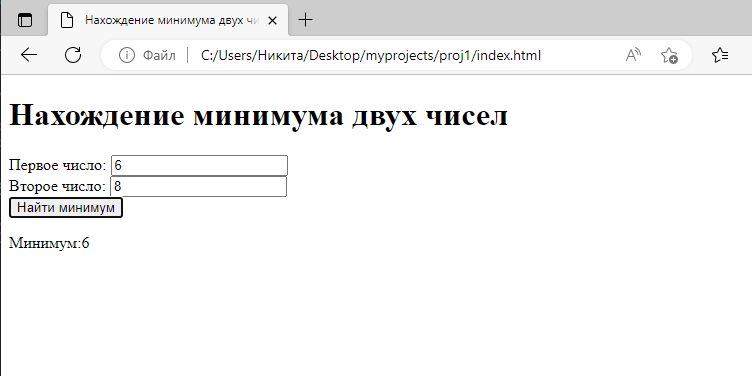 Нахождение минимума двух чи
Файл
C:/Users/Никита/Desktop/myprojects/proj1/index.html
Нахождение минимума двух чисел
Первое число: 6
Второе число: 8
Найти минимум
Минимум:6